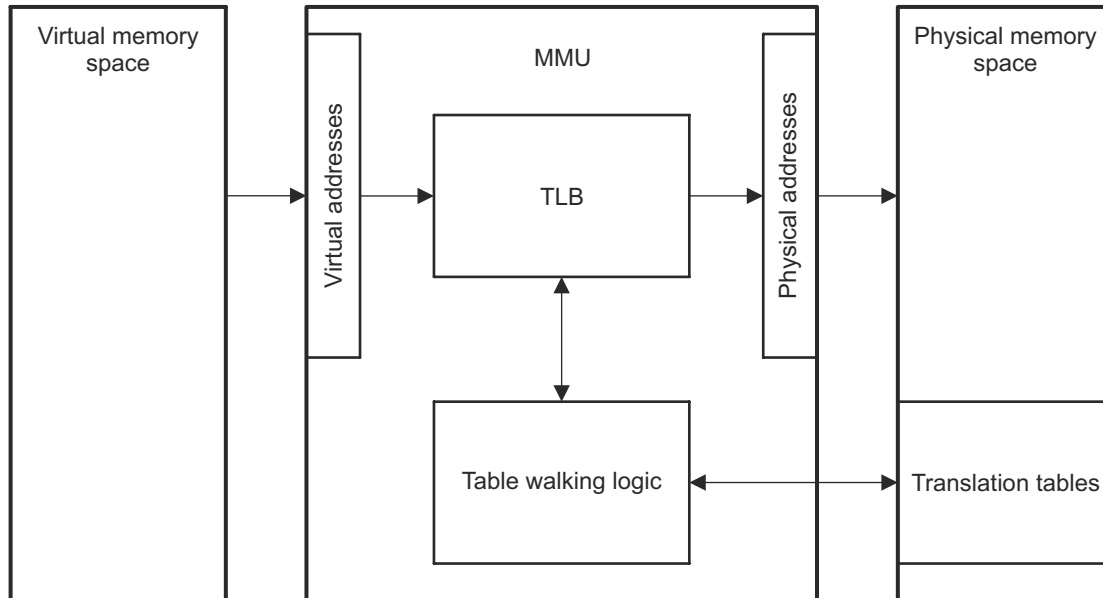 Virtual memory
space
MMU
Physical memory
space
Virtual addresses
TLB
Physical addresses
Table walking logic
Translation tables